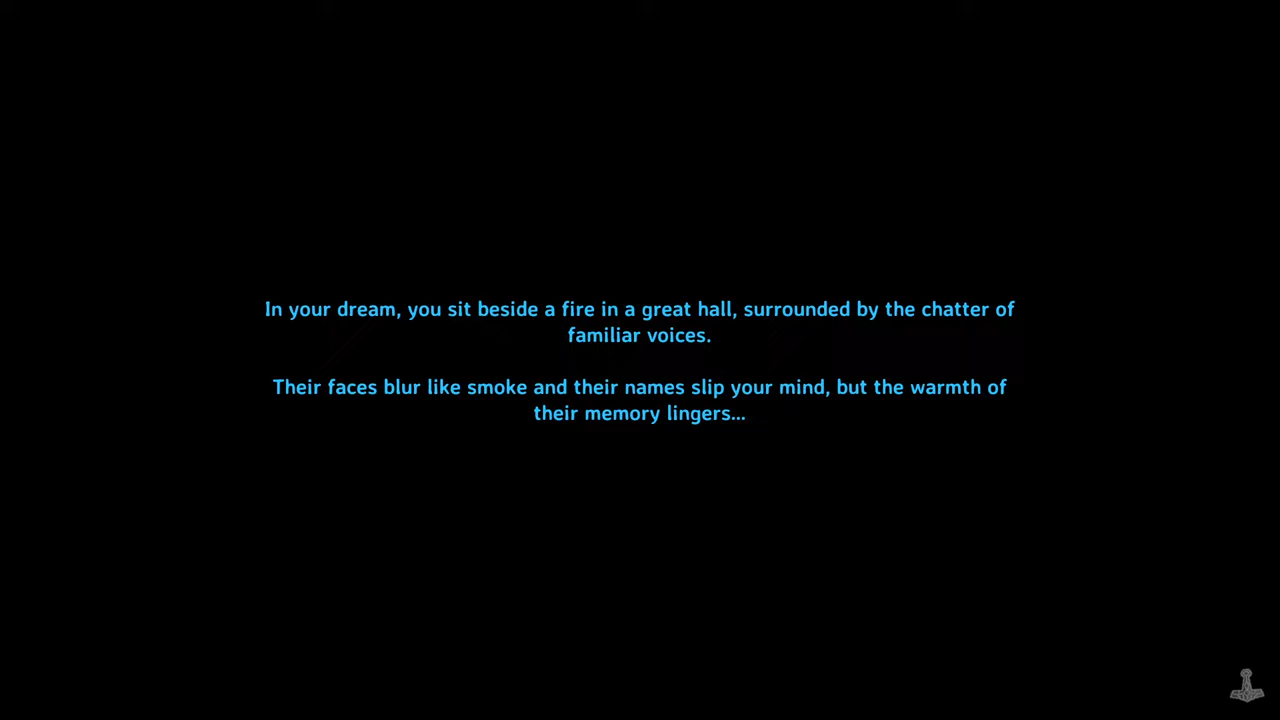 In your dream, you sit beside a fire in a great hall, surrounded by the chatter of
familiar voices.
Their faces blur like smoke and their names slip your mind, but the warmth of
their memory lingers...